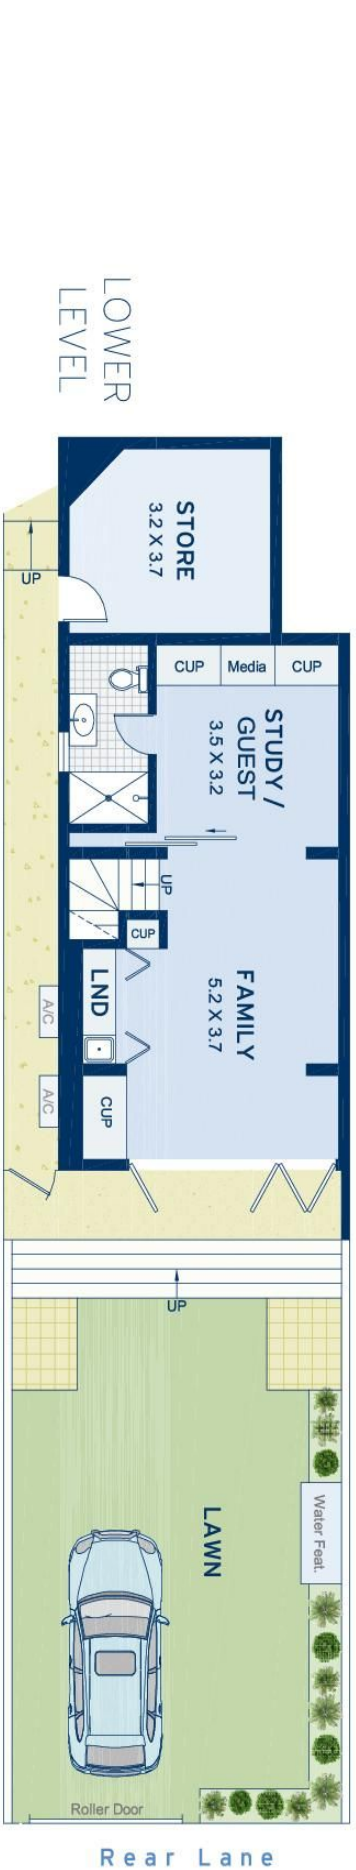 LOWER
LEVEL
STORE
3.2 X 3.7
UP
CUP
Media
CUP
STUDY /
GUEST
3.5 X 3.2
UP
CUP
FAMILY
5.2 X 3.7
LND
A/C
A/C
CUP
UP
LAWN
Water Feat.
Roller Door
Rear Lane